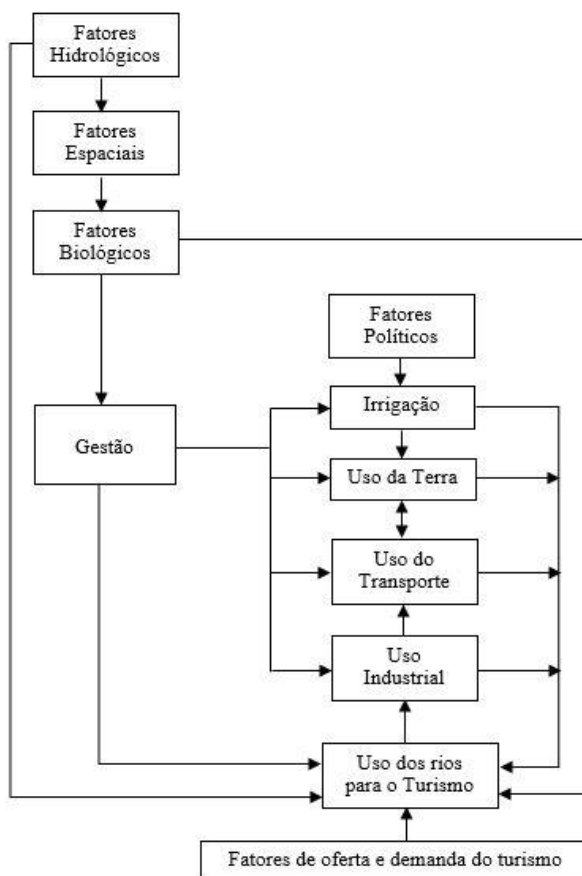 Fatores
Hidrológicos
Fatores
Espaciais
Fatores
Biológicos
Fatores
Políticos
Irrigação
Gestão
Uso da Terra
Uso do
Transporte
Uso
Industrial
Uso dos rios
para o Turismo
Fatores de oferta e demanda do turismo